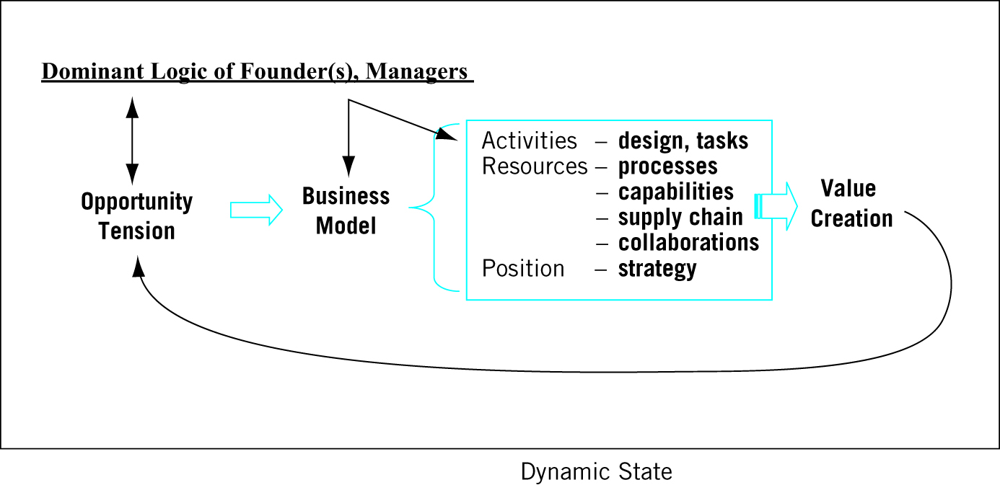 Dominant Logic of Founder(s), Managers
Opportunity
Tension
Business
Model
Activities – design, tasks
Resources – processes
– capabilities
– supply chain
– collaborations
Position – strategy
Value
Creation
Dynamic State